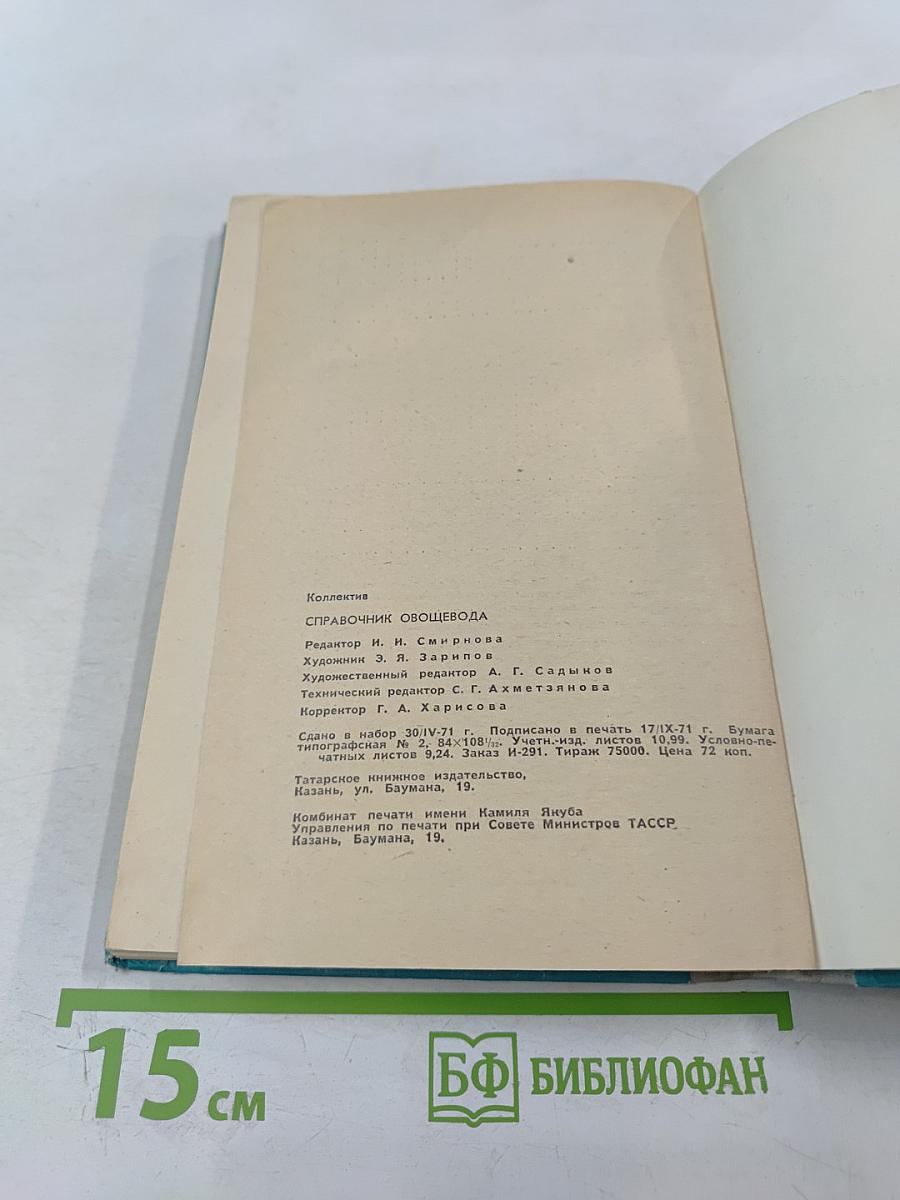 Коллектив
СПРАВОЧНИК ОВОЩЕВОДА
Редактор И. И. Смирнова
Художник Э. Я. Зарипов
Художественный редактор А. Г. Садыков
Технический редактор С. Г. Ахметзянова
Корректор Г. А. Харисова
Сдано в набор 30/IV-71 г. Подписано в печать 17/IX-71 г. Бумага
типографская № 2, 84×108¹/₃₂. Учетн.-изд. листов 10,99. Условно-пе-
чатных листов 9,24. Заказ И-291. Тираж 75000. Цена 72 коп.
Татарское книжное издательство,
Казань, ул. Баумана, 19.
Комбинат печати имени Камиля Якуба
Управления по печати при Совете Министров ТАССР
Казань, Баумана, 19.
15 см
БФ БИБЛИОФАН